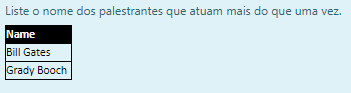 Liste o nome dos palestrantes que atuam mais do que uma vez.
Name
Bill Gates
Grady Booch